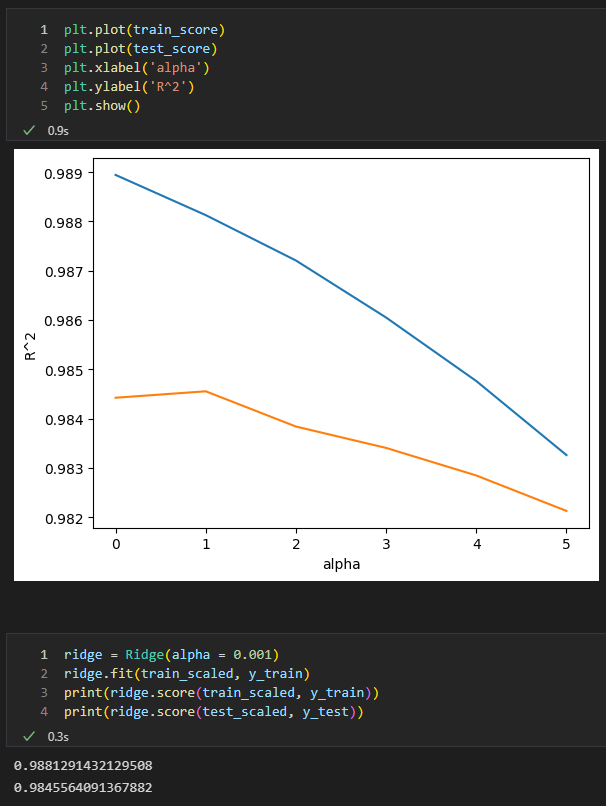 1 plt.plot(train_score)
2 plt.plot(test_score)
3 plt.xlabel('alpha')
4 plt.ylabel('R^2')
5 plt.show()
✓ 0.9s
0.989
0.988
0.987
0.986
0.985
0.984
0.983
0.982
R^2
0 1 2 3 4 5
alpha
1 ridge = Ridge(alpha = 0.001)
2 ridge.fit(train_scaled, y_train)
3 print(ridge.score(train_scaled, y_train))
4 print(ridge.score(test_scaled, y_test))
✓ 0.3s
0.9881291432129508
0.9845564091367882